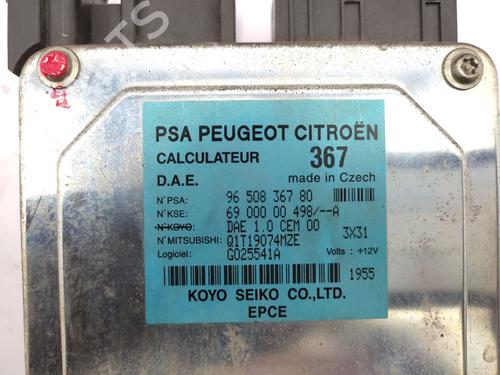 PSA PEUGEOT CITROËN
CALCULATEUR 367
D.A.E. made in Czech
N°PSA: 96 508 367 80
N°KSE: 69 000 00 498/--A
N°KOYO: DAE 1.0 CEM 00 3X31
N°MITSUBISHI: Q1T19074MZE
Logiciel: G025541A Volts : +12V
1955
KOYO SEIKO CO.,LTD.
EPCE